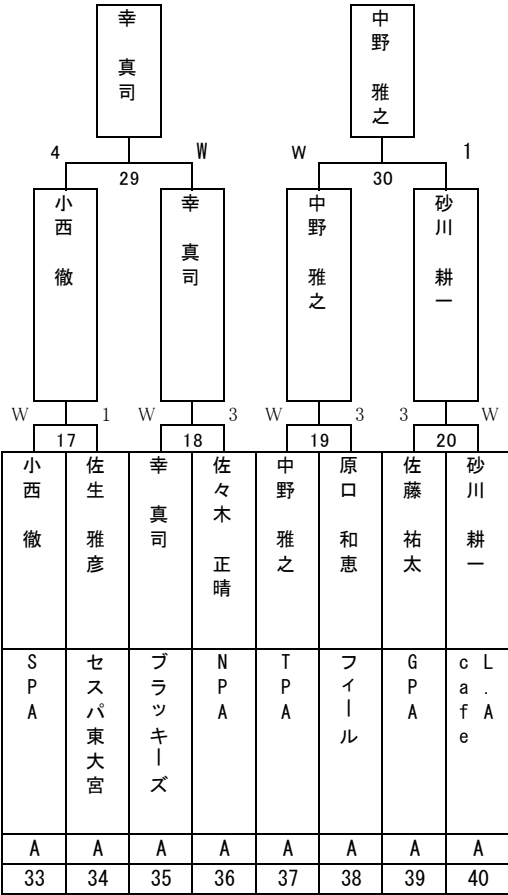 幸 真司
中野 雅之
4 W W 1
29 30
小西 徹
幸 真司
中野 雅之
砂川 耕一
W 1 W 3 W 3 3 W
17 18 19 20
小西 徹
佐生 雅彦
幸 真司
佐々木 正晴
中野 雅之
原口 和恵
佐藤 祐太
砂川 耕一
SPA
セスパ東大宮
ブラッキーズ
NPA
TPA
フィール
GPA
L.A
cafe
A A A A A A A A
33 34 35 36 37 38 39 40